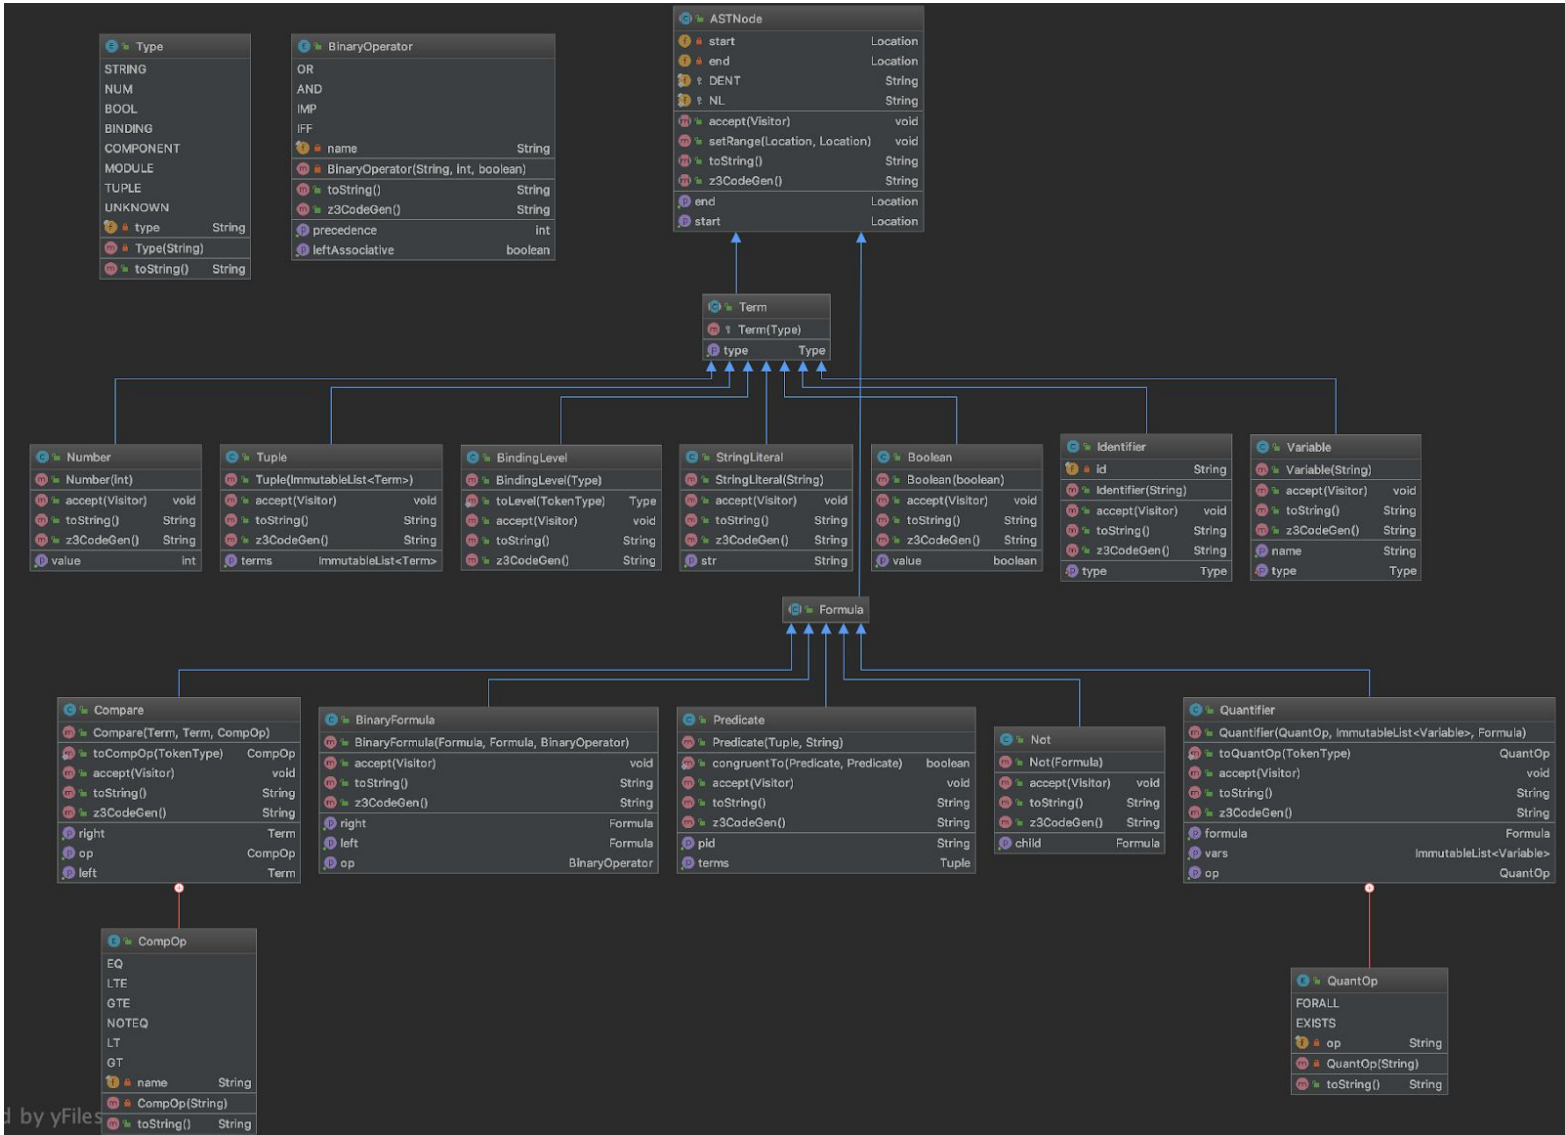 Type
STRING
NUM
BOOL
BINDING
COMPONENT
MODULE
TUPLE
UNKNOWN
type String
Type(String)
toString() String
BinaryOperator
OR
AND
IMP
IFF
name String
BinaryOperator(String, int, boolean)
toString() String
z3CodeGen() String
precedence int
leftAssociative boolean
ASTNode
start Location
end Location
DENT String
NL String
accept(Visitor) void
setRange(Location, Location) void
toString() String
z3CodeGen() String
end Location
start Location
Term
Term(Type)
type Type
Number
Number(int)
accept(Visitor) void
toString() String
z3CodeGen() String
value int
Tuple
Tuple(ImmutableList<Term>)
accept(Visitor) void
toString() String
z3CodeGen() String
terms ImmutableList<Term>
BindingLevel
BindingLevel(Type)
toLevel(TokenType) Type
accept(Visitor) void
toString() String
z3CodeGen() String
StringLiteral
StringLiteral(String)
accept(Visitor) void
toString() String
z3CodeGen() String
str String
Boolean
Boolean(boolean)
accept(Visitor) void
toString() String
z3CodeGen() String
value boolean
Identifier
id String
Identifier(String)
accept(Visitor) void
toString() String
z3CodeGen() String
type Type
Variable
Variable(String)
accept(Visitor) void
toString() String
z3CodeGen() String
name String
type Type
Formula
Compare
Compare(Term, Term, CompOp)
toCompOp(TokenType) CompOp
accept(Visitor) void
toString() String
z3CodeGen() String
right Term
op CompOp
left Term
BinaryFormula
BinaryFormula(Formula, Formula, BinaryOperator)
accept(Visitor) void
toString() String
z3CodeGen() String
right Formula
left Formula
op BinaryOperator
Predicate
Predicate(Tuple, String)
congruentTo(Predicate, Predicate) boolean
accept(Visitor) void
toString() String
z3CodeGen() String
pid String
terms Tuple
Not
Not(Formula)
accept(Visitor) void
toString() String
z3CodeGen() String
child Formula
Quantifier
Quantifier(QuantOp, ImmutableList<Variable>, Formula)
toQuantOp(TokenType) QuantOp
accept(Visitor) void
toString() String
z3CodeGen() String
formula Formula
vars ImmutableList<Variable>
op QuantOp
CompOp
EQ
LTE
GTE
NOTEQ
LT
GT
name String
CompOp(String)
toString() String
QuantOp
FORALL
EXISTS
op String
QuantOp(String)
toString() String
d by yFiles